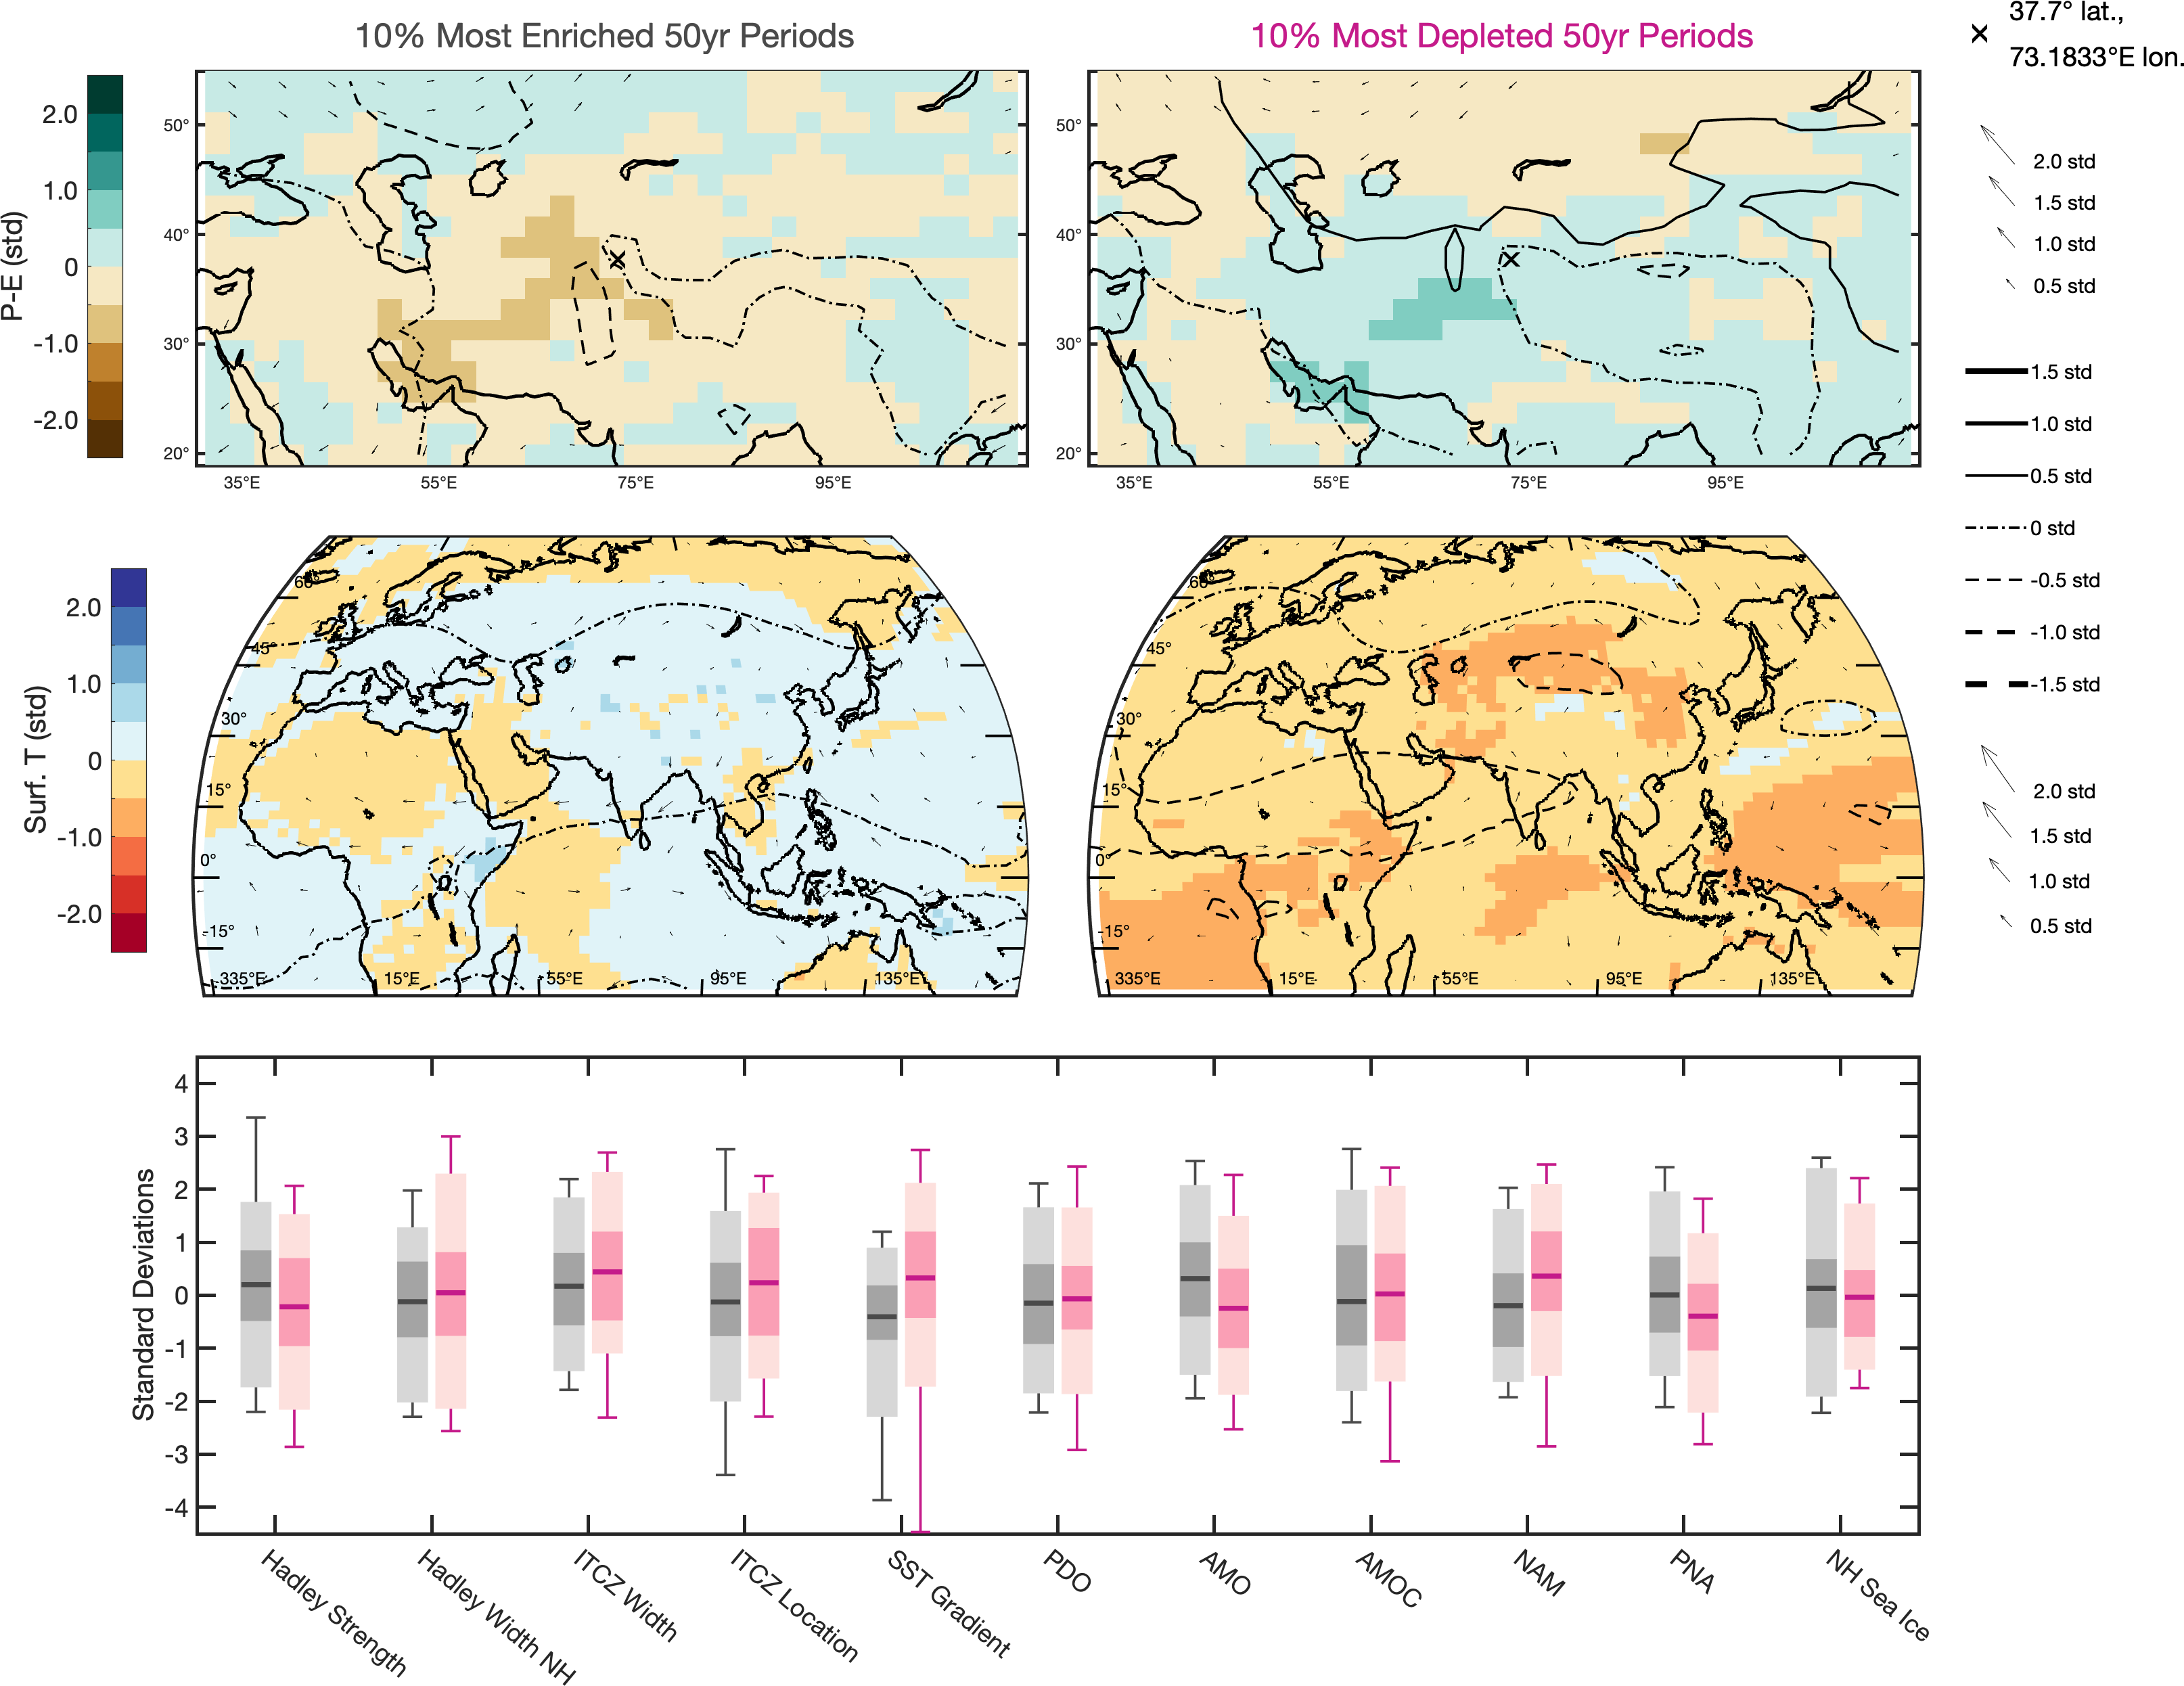 10% Most Enriched 50yr Periods
10% Most Depleted 50yr Periods
37.7° lat.,
73.1833°E lon.
P-E (std)
2.0
1.0
0
-1.0
-2.0
50°
40°
30°
20°
35°E
55°E
75°E
95°E
50°
40°
30°
20°
35°E
55°E
75°E
95°E
2.0 std
1.5 std
1.0 std
0.5 std
1.5 std
1.0 std
0.5 std
0 std
-0.5 std
-1.0 std
-1.5 std
Surf. T (std)
2.0
1.0
0
-1.0
-2.0
60°
45°
30°
15°
0°
-15°
335°E
15°E
55°E
95°E
135°E
60°
45°
30°
15°
0°
-15°
335°E
15°E
55°E
95°E
135°E
2.0 std
1.5 std
1.0 std
0.5 std
Standard Deviations
4
3
2
1
0
-1
-2
-3
-4
Hadley Strength
Hadley Width NH
ITCZ Width
ITCZ Location
SST Gradient
PDO
AMO
AMOC
NAM
PNA
NH Sea Ice